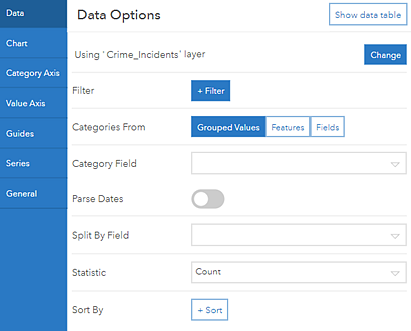 Data
Data Options
Show data table
Using 'Crime_Incidents' layer
Change
Chart
Category Axis
Value Axis
Guides
Series
General
Filter
+ Filter
Categories From
Grouped Values
Features
Fields
Category Field
Parse Dates
Split By Field
Statistic
Count
Sort By
+ Sort